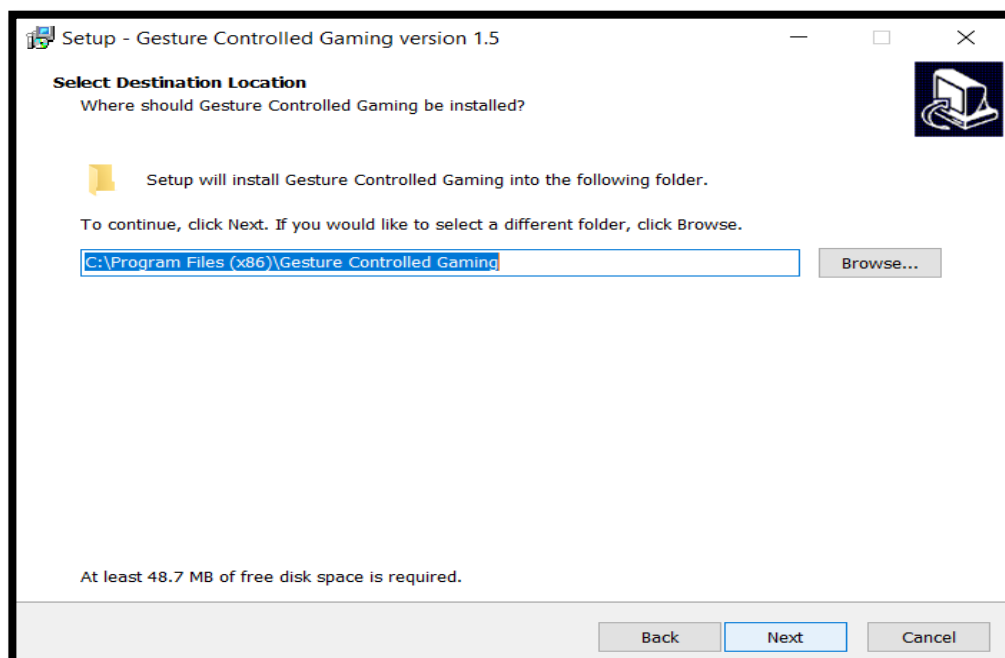 Setup - Gesture Controlled Gaming version 1.5
Select Destination Location
Where should Gesture Controlled Gaming be installed?
Setup will install Gesture Controlled Gaming into the following folder.
To continue, click Next. If you would like to select a different folder, click Browse.
C:\Program Files (x86)\Gesture Controlled Gaming
Browse...
At least 48.7 MB of free disk space is required.
Back
Next
Cancel